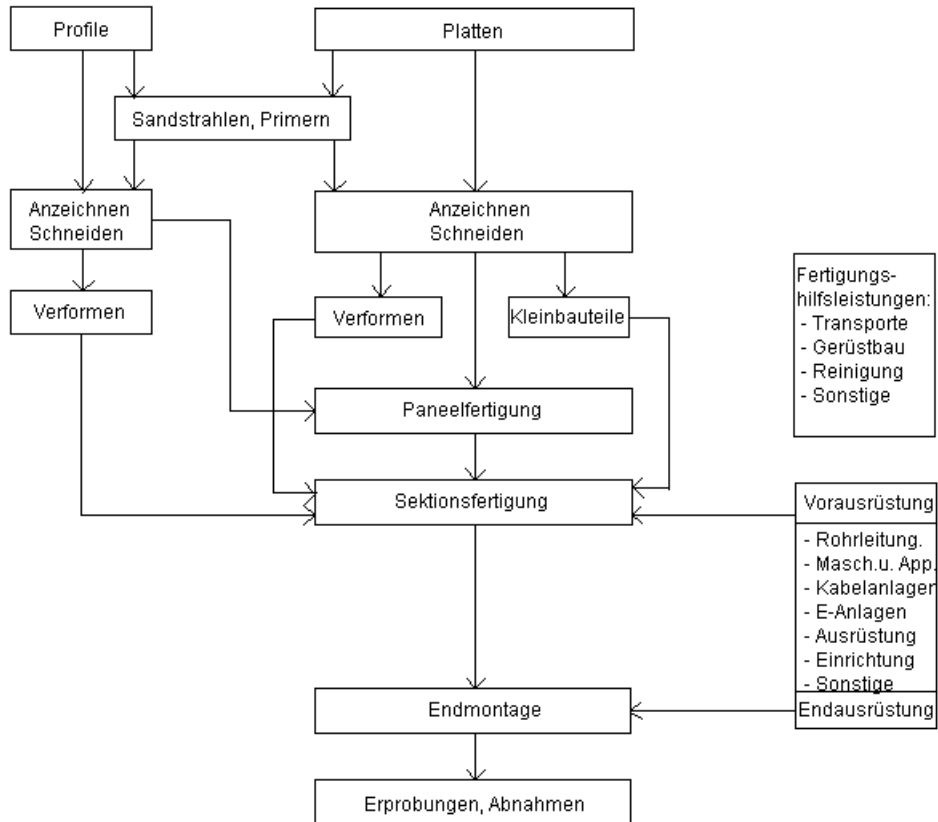 Profile
Platten
Sandstrahlen, Primern
Anzeichnen
Schneiden
Anzeichnen
Schneiden
Verformen
Verformen
Kleinbauteile
Fertigungs-
hilfsleistungen:
- Transporte
- Gerüstbau
- Reinigung
- Sonstige
Paneelfertigung
Sektionsfertigung
Vorausrüstung
- Rohrleitung.
- Masch.u. App.
- Kabelanlagen
- E-Anlagen
- Ausrüstung
- Einrichtung
- Sonstige
Endausrüstung
Endmontage
Erprobungen, Abnahmen